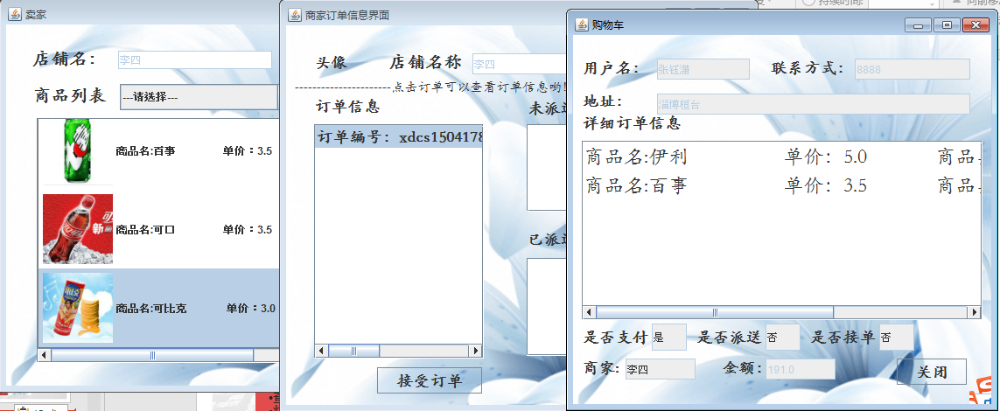 卖家
店铺名： 李四
商品列表 ---请选择---
商品名:百事 单价：3.5
商品名:可口 单价：3.5
商品名:可比克 单价：3.0
商家订单信息界面
头像 店铺名称 李四
----------------------点击订单可以查看订单信息哟!
订单信息 未派
订单编号：xdcs1504178
已派
接受订单
购物车
用户名： 张钰潇 联系方式： 8888
地址： 淄博桓台
详细订单信息
商品名:伊利 单价：5.0 商品
商品名:百事 单价：3.5 商品
是否支付 是 是否派送 否 是否接单 否
商家: 李四 金额: 191.0
关闭
持续时间: